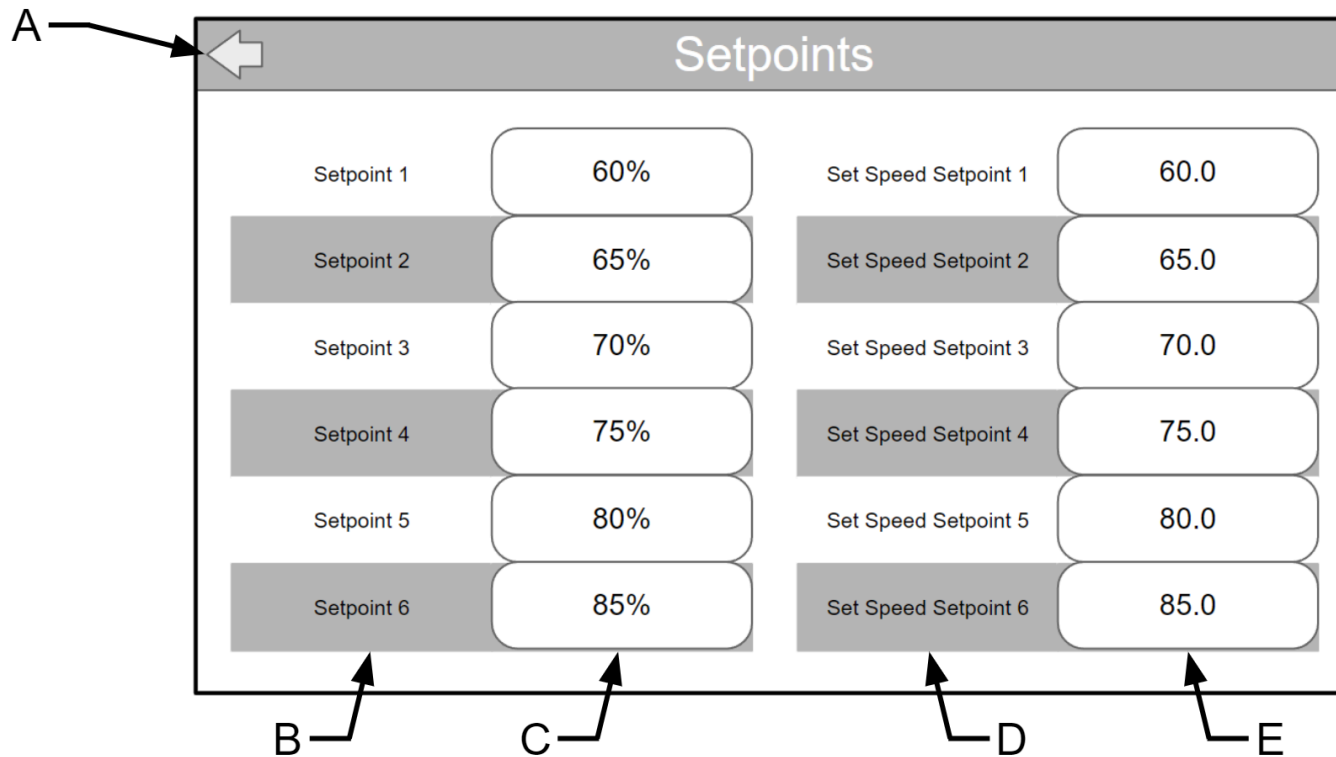 A
Setpoints
Setpoint 1 60% Set Speed Setpoint 1 60.0
Setpoint 2 65% Set Speed Setpoint 2 65.0
Setpoint 3 70% Set Speed Setpoint 3 70.0
Setpoint 4 75% Set Speed Setpoint 4 75.0
Setpoint 5 80% Set Speed Setpoint 5 80.0
Setpoint 6 85% Set Speed Setpoint 6 85.0
B C D E